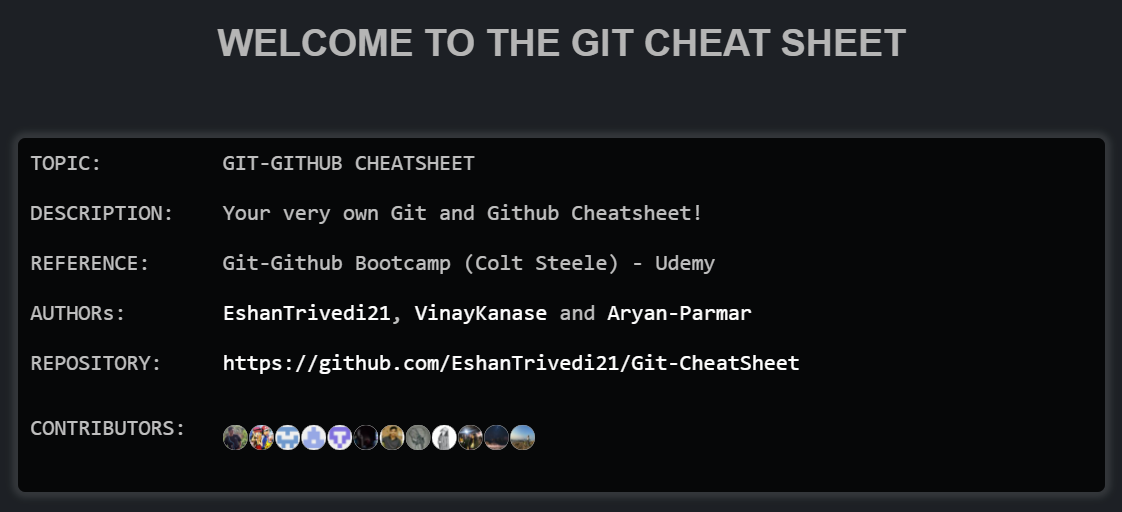 WELCOME TO THE GIT CHEAT SHEET
TOPIC: GIT-GITHUB CHEATSHEET
DESCRIPTION: Your very own Git and Github Cheatsheet!
REFERENCE: Git-Github Bootcamp (Colt Steele) - Udemy
AUTHORs: EshanTrivedi21, VinayKanase and Aryan-Parmar
REPOSITORY: https://github.com/EshanTrivedi21/Git-CheatSheet
CONTRIBUTORS: